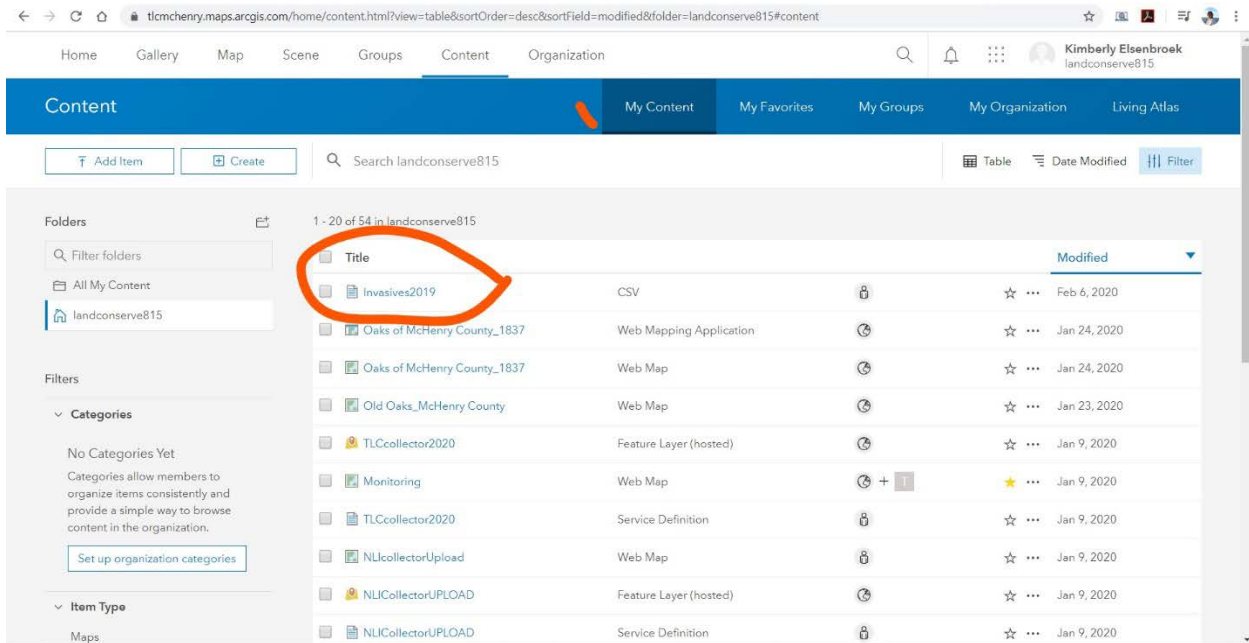 tlcmchenry.maps.arcgis.com/home/content.html?view=table&sortOrder=desc&sortField=modified&folder=landconserve815#content
Home Gallery Map Scene Groups Content Organization
Kimberly Elsenbroek
landconserve815
Content My Content My Favorites My Groups My Organization Living Atlas
Add Item Create Search landconserve815 Table Date Modified Filter
Folders
Filter folders
All My Content
landconserve815
Filters
Categories
No Categories Yet
Categories allow members to
organize items consistently and
provide a simple way to browse
content in the organization.
Set up organization categories
Item Type
Maps
1 - 20 of 54 in landconserve815
Title Modified
Invasives2019 CSV Feb 6, 2020
Oaks of McHenry County_1837 Web Mapping Application Jan 24, 2020
Oaks of McHenry County_1837 Web Map Jan 24, 2020
Old Oaks_McHenry County Web Map Jan 23, 2020
TLCcollector2020 Feature Layer (hosted) Jan 9, 2020
Monitoring Web Map + T Jan 9, 2020
TLCcollector2020 Service Definition Jan 9, 2020
NLIcollectorUpload Web Map Jan 9, 2020
NLICollectorUPLOAD Feature Layer (hosted) Jan 9, 2020
NLICollectorUPLOAD Service Definition Jan 9, 2020